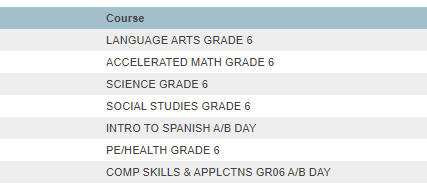 Course
LANGUAGE ARTS GRADE 6
ACCELERATED MATH GRADE 6
SCIENCE GRADE 6
SOCIAL STUDIES GRADE 6
INTRO TO SPANISH A/B DAY
PE/HEALTH GRADE 6
COMP SKILLS & APPLCTNS GR06 A/B DAY